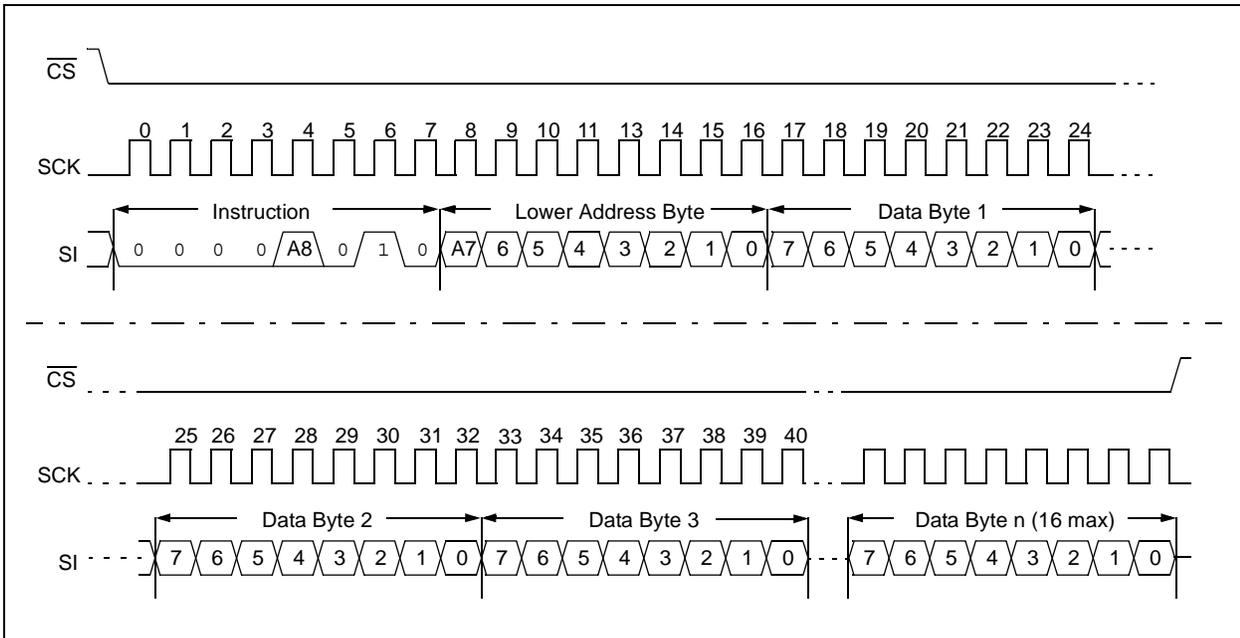 CS
0 1 2 3 4 5 6 7 8 9 10 11 13 14 15 16 17 18 19 20 21 22 23 24
SCK
Instruction Lower Address Byte Data Byte 1
SI 0 0 0 0 A8 0 1 0 A7 6 5 4 3 2 1 0 7 6 5 4 3 2 1 0
CS
25 26 27 28 29 30 31 32 33 34 35 36 37 38 39 40
SCK
Data Byte 2 Data Byte 3 Data Byte n (16 max)
SI 7 6 5 4 3 2 1 0 7 6 5 4 3 2 1 0 7 6 5 4 3 2 1 0